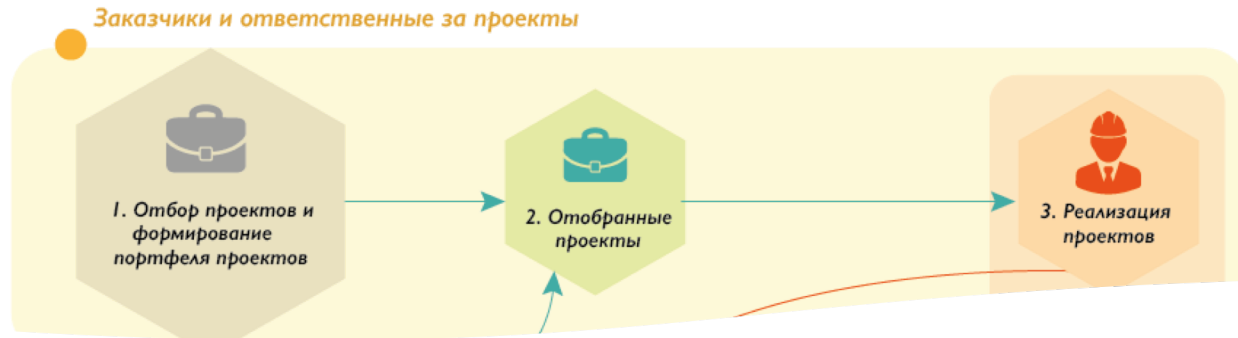 Заказчики и ответственные за проекты
1. Отбор проектов и
формирование
портфеля проектов
2. Отобранные
проекты
3. Реализация
проектов